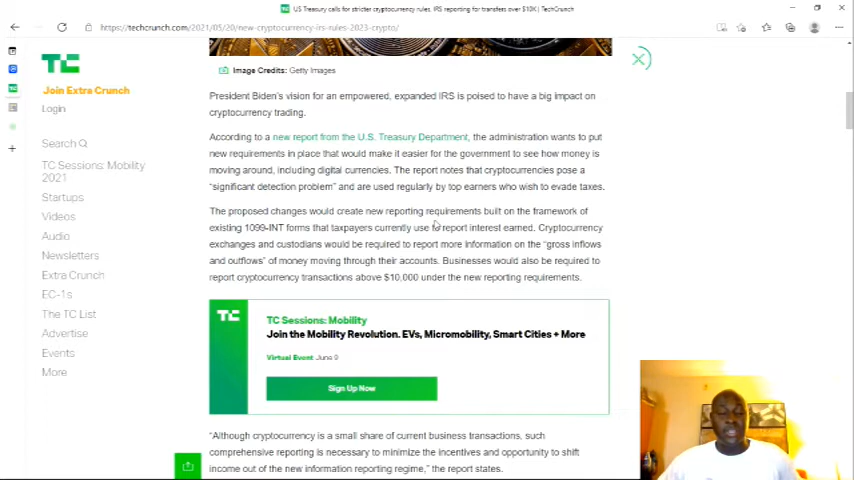 US Treasury calls for stricter cryptocurrency rules, IRS reporting for transfers over $10K | TechCrunch
https://techcrunch.com/2021/05/20/new-cryptocurrency-irs-rules-2023-crypto/
TC
Join Extra Crunch
Login
Search
TC Sessions: Mobility
2021
Startups
Videos
Audio
Newsletters
Extra Crunch
EC-1s
The TC List
Advertise
Events
More
Image Credits: Getty Images
President Biden's vision for an empowered, expanded IRS is poised to have a big impact on
cryptocurrency trading.
According to a new report from the U.S. Treasury Department, the administration wants to put
new requirements in place that would make it easier for the government to see how money is
moving around, including digital currencies. The report notes that cryptocurrencies pose a
"significant detection problem" and are used regularly by top earners who wish to evade taxes.
The proposed changes would create new reporting requirements built on the framework of
existing 1099-INT forms that taxpayers currently use to report interest earned. Cryptocurrency
exchanges and custodians would be required to report more information on the "gross inflows
and outflows" of money moving through their accounts. Businesses would also be required to
report cryptocurrency transactions above $10,000 under the new reporting requirements.
TC
TC Sessions: Mobility
Join the Mobility Revolution. EVs, Micromobility, Smart Cities + More
Virtual Event June 9
Sign Up Now
"Although cryptocurrency is a small share of current business transactions, such
comprehensive reporting is necessary to minimize the incentives and opportunity to shift
income out of the new information reporting regime," the report states.